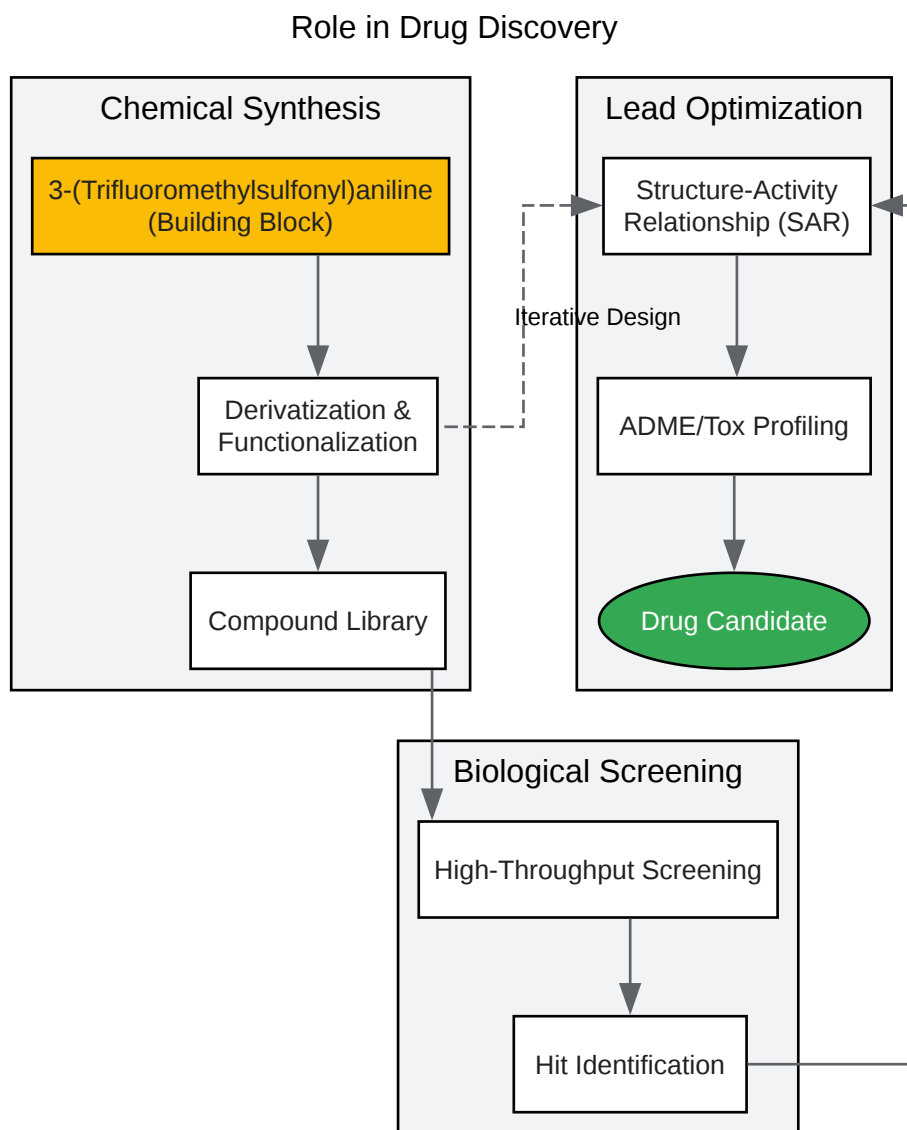 Role in Drug Discovery
Chemical Synthesis
3-(Trifluoromethylsulfonyl)aniline
(Building Block)
Derivatization &
Functionalization
Compound Library
Lead Optimization
Structure-Activity
Relationship (SAR)
Iterative Design
ADME/Tox Profiling
Drug Candidate
Biological Screening
High-Throughput Screening
Hit Identification